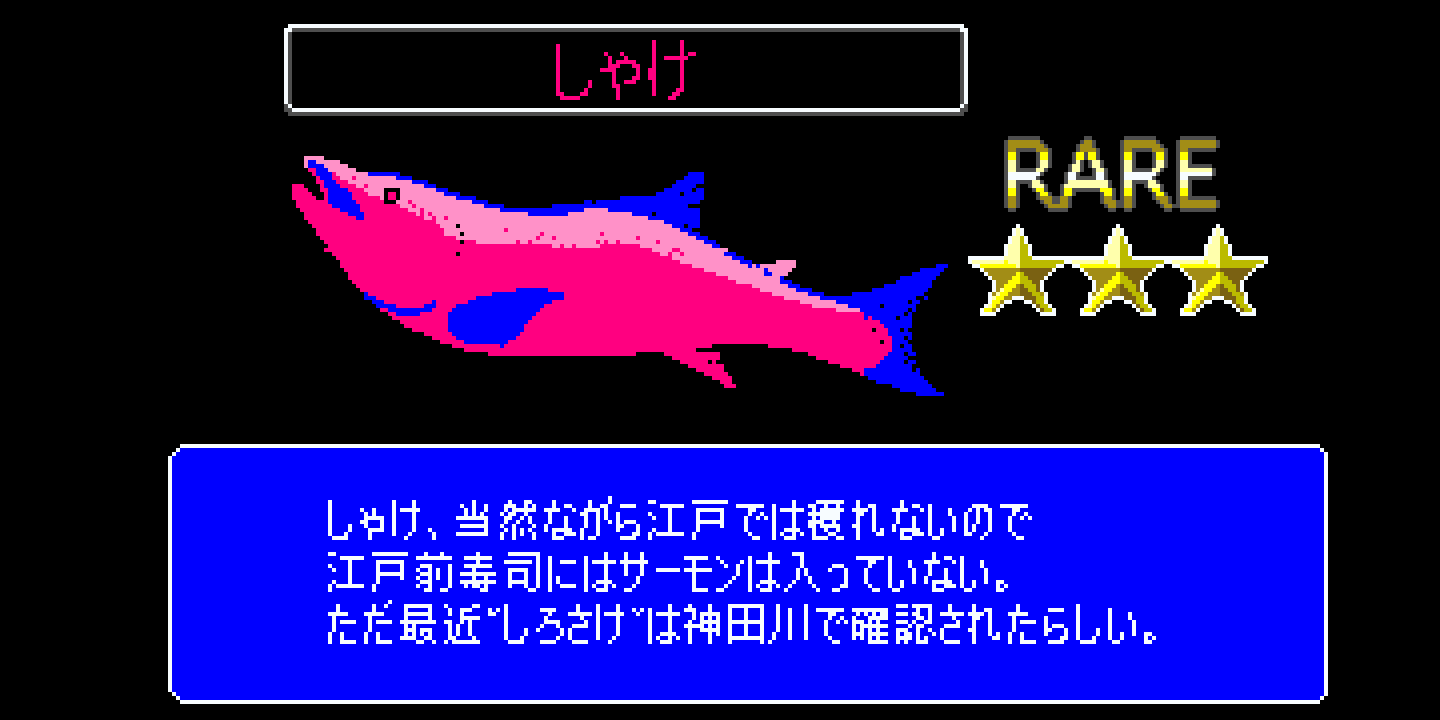 しゃけ
RARE
しゃけ、当然ながら江戸では穫れないので
江戸前寿司にはサーモンは入っていない。
ただ最近"しろさけ"は神田川で確認されたらしい。